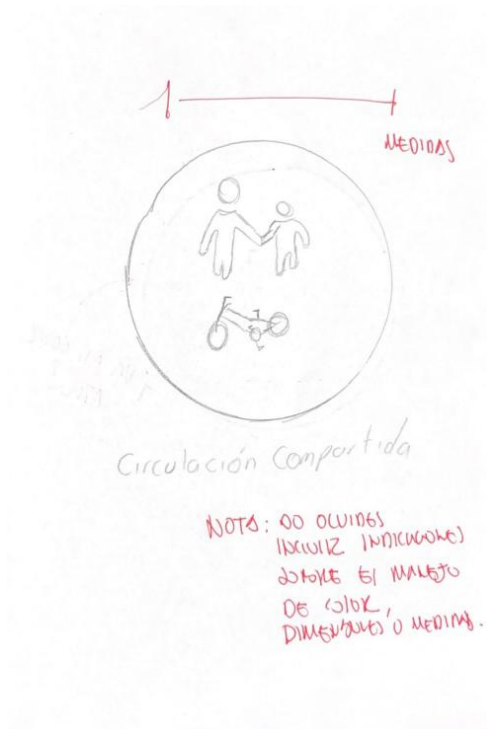 MEDIDAS
Circulación Compartida
NOTA: NO OLVIDES
INCLUIR INDICACIONES
SOBRE El MANEJO
DE COlOR,
DIMENSIONES O MEDIDAS.